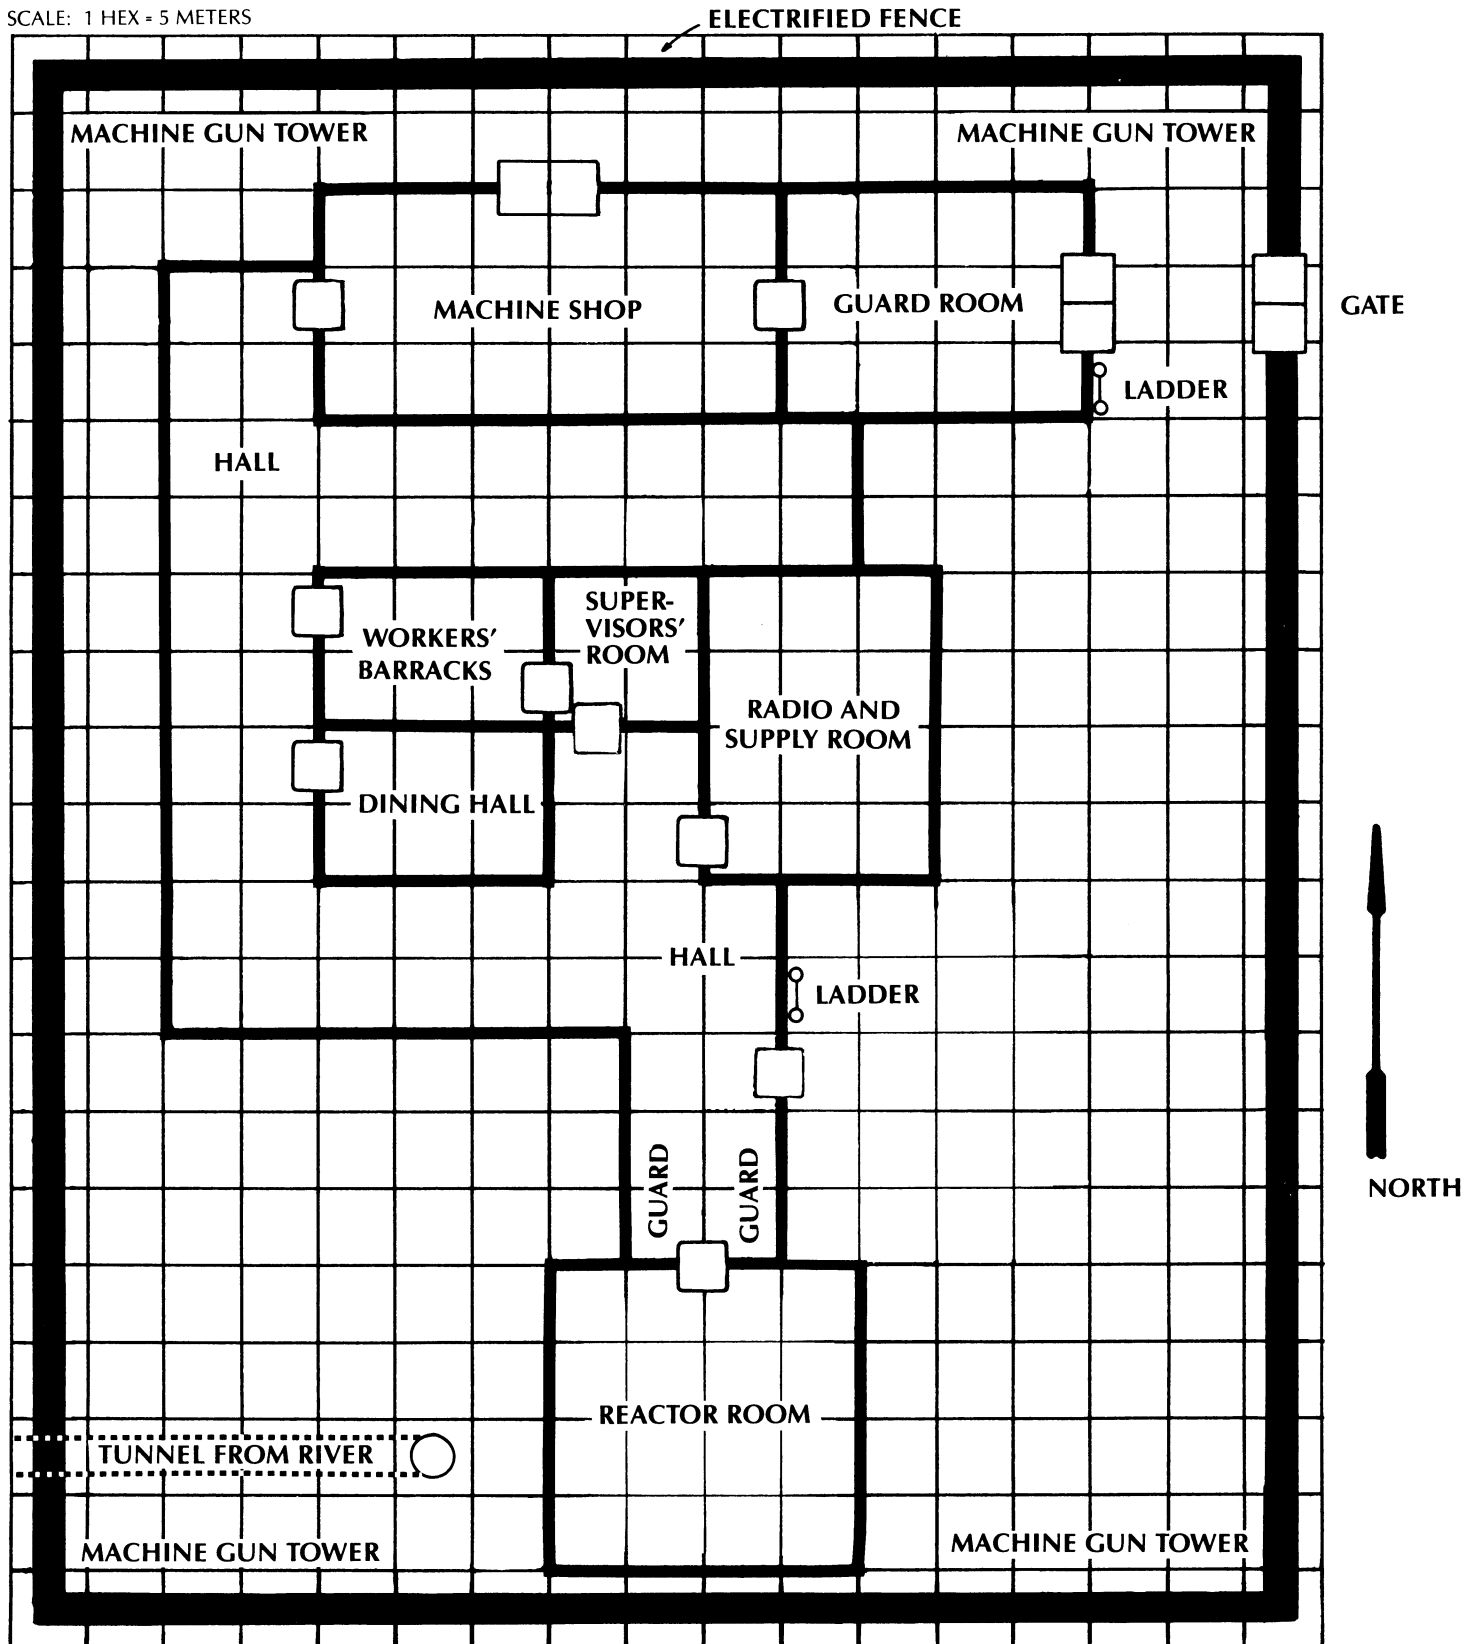 SCALE: 1 HEX = 5 METERS
ELECTRIFIED FENCE
MACHINE GUN TOWER
MACHINE GUN TOWER
MACHINE SHOP
GUARD ROOM
GATE
LADDER
HALL
SUPER-
VISORS'
ROOM
WORKERS'
BARRACKS
RADIO AND
SUPPLY ROOM
DINING HALL
HALL
LADDER
GUARD
GUARD
NORTH
REACTOR ROOM
TUNNEL FROM RIVER
MACHINE GUN TOWER
MACHINE GUN TOWER